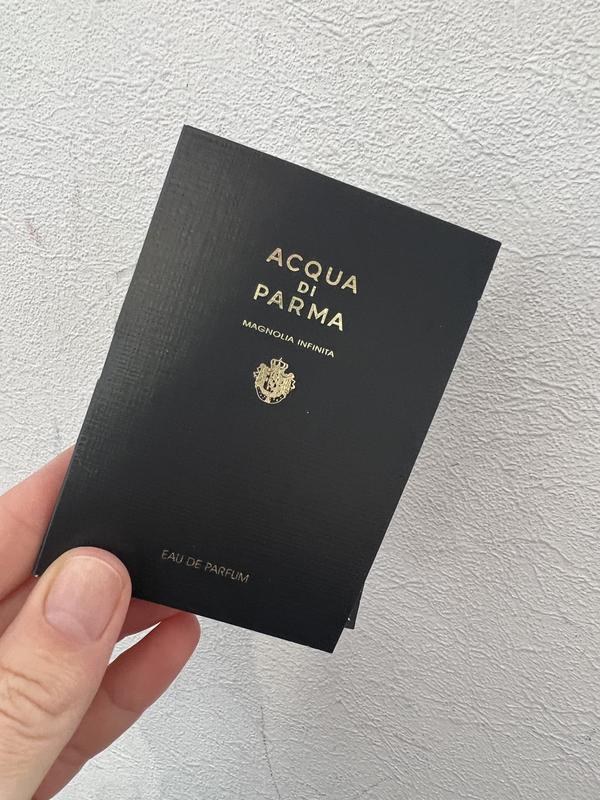 ACQUA
DI
PARMA
MAGNOLIA INFINITA
EAU DE PARFUM